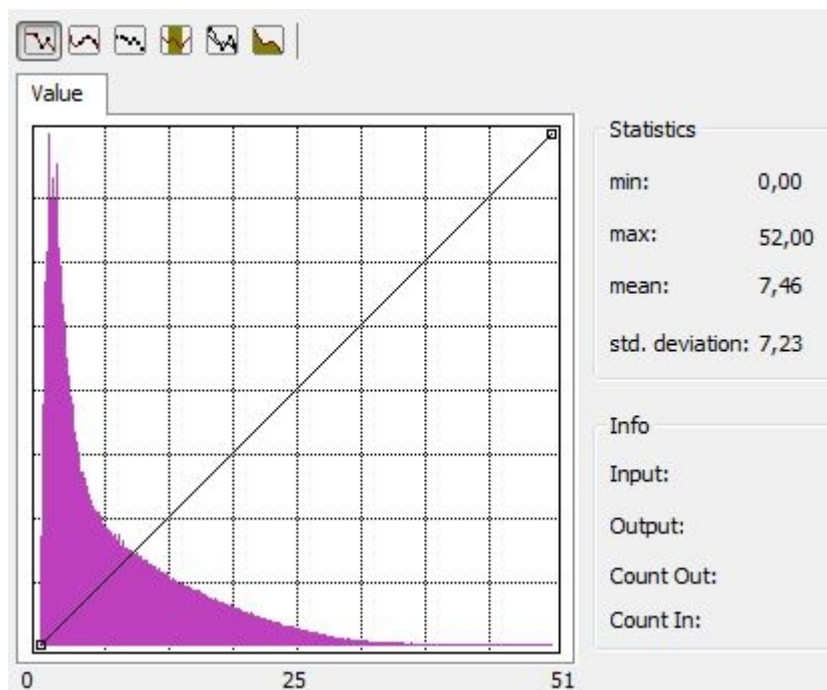 Value
Statistics
min: 0,00
max: 52,00
mean: 7,46
std. deviation: 7,23
Info
Input:
Output:
Count Out:
Count In:
0 25 51